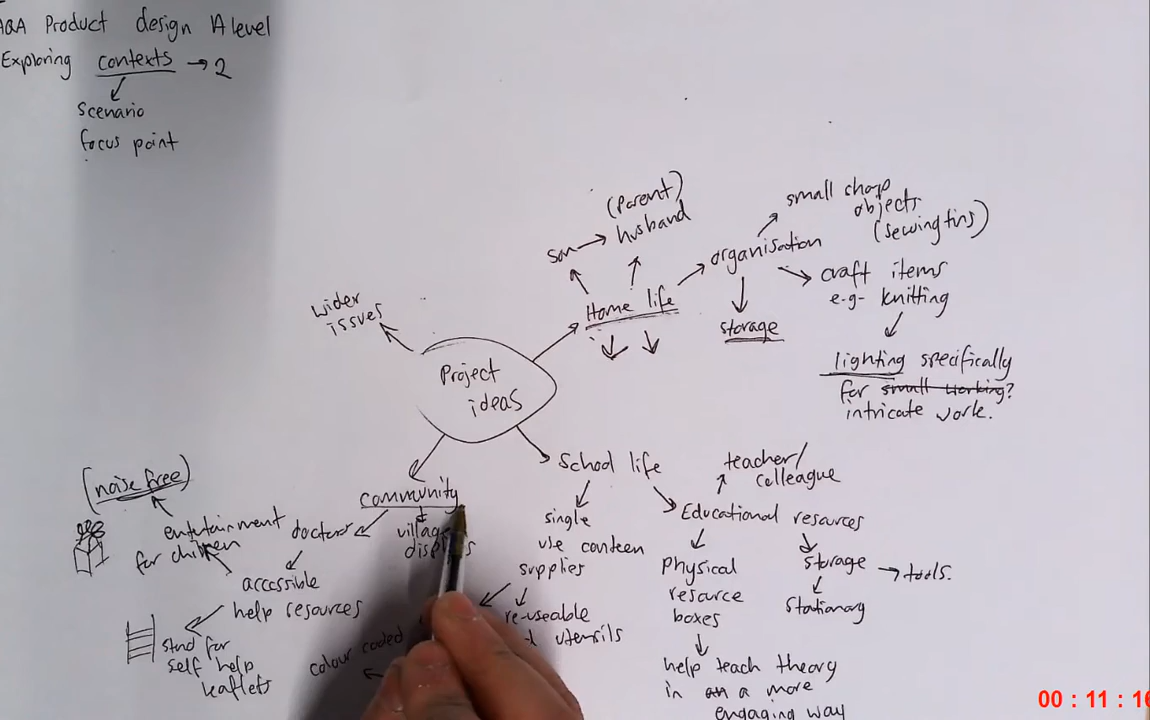 AQA Product design A level
Exploring contexts → 2
scenario
focus point
(parent)
son → husband
small cheap
objects
(sewing tins)
organisation
craft items
e-g- knitting
Home life
storage
lighting specifically
for small working?
intricate work.
wider
issues
Project
ideas
School life
teacher/
colleague
single
use canteen
supplies
re-useable
utensils
Educational resources
physical
resource
boxes
storage → tools.
stationary
help teach theory
in an a more
engaging way
community
village
doctors
(noise free)
entertainment
for children
accessible
help resources
stand for
self help
leaflets
colour coded
00 : 11 : 16